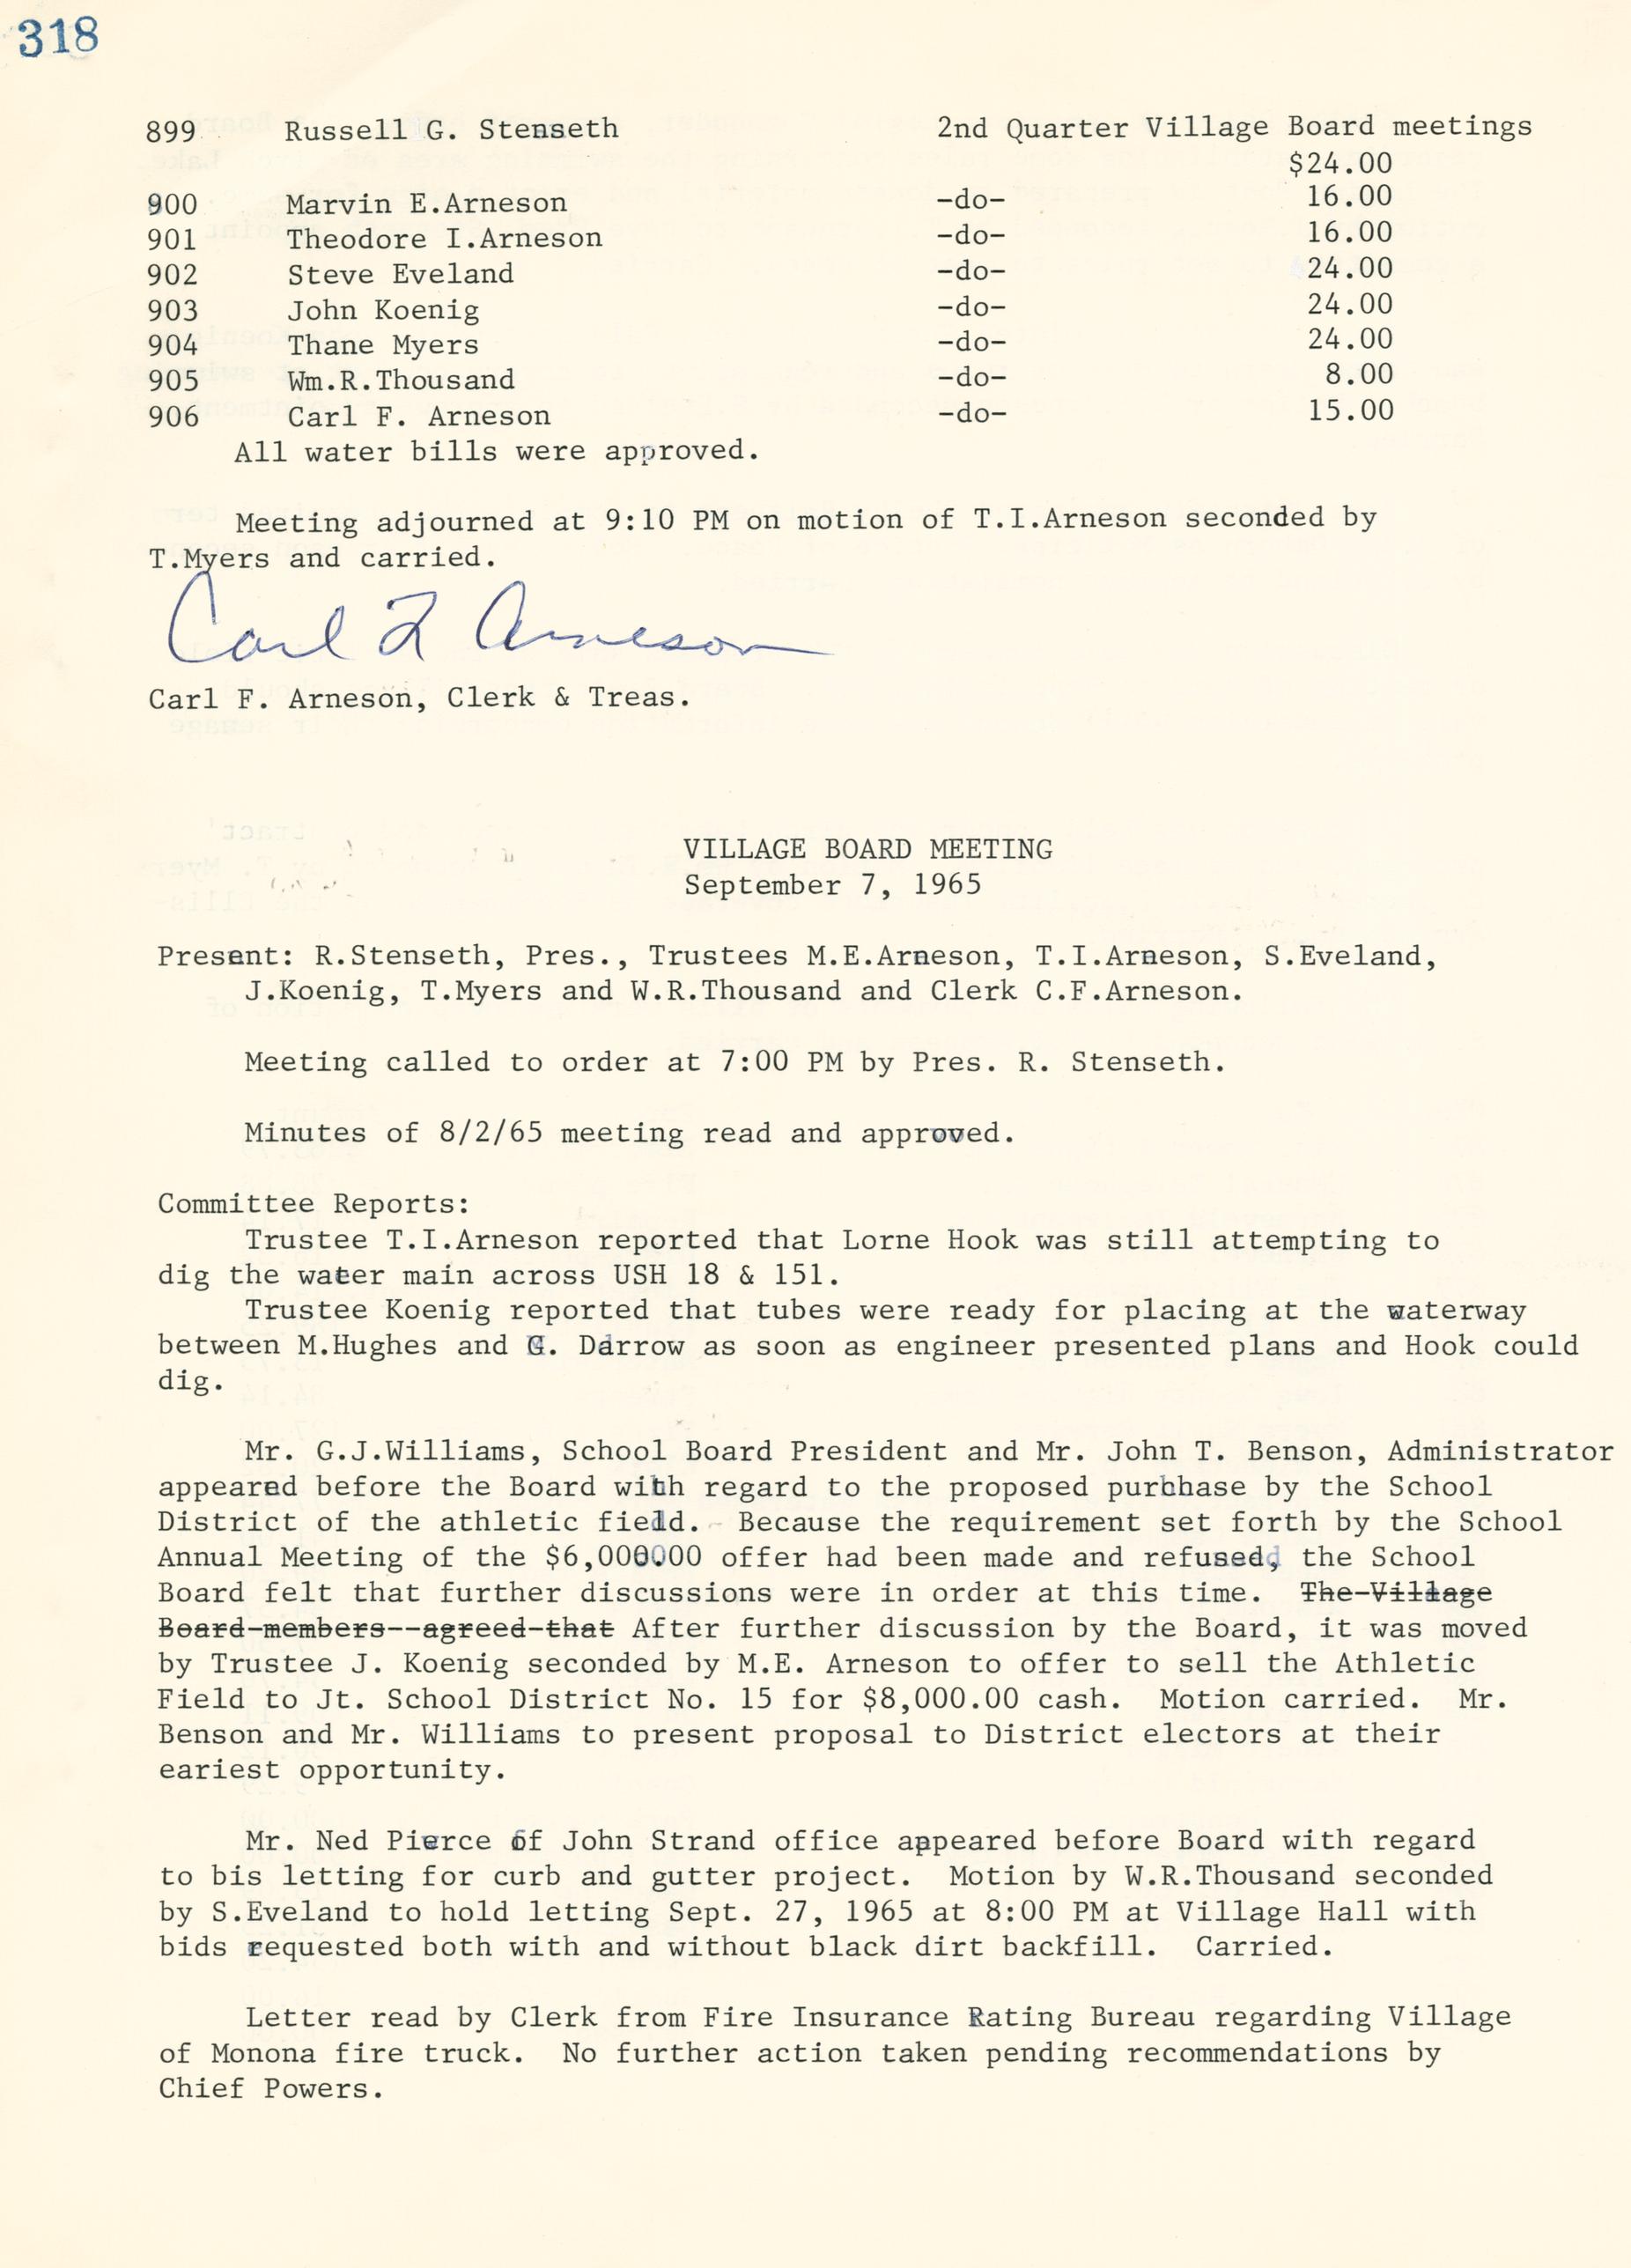 318
899 Russell G. Stenseth 2nd Quarter Village Board meetings
$24.00
900 Marvin E.Arneson -do- 16.00
901 Theodore I.Arneson -do- 16.00
902 Steve Eveland -do- 24.00
903 John Koenig -do- 24.00
904 Thane Myers -do- 24.00
905 Wm.R.Thousand -do- 8.00
906 Carl F. Arneson -do- 15.00
All water bills were approved.
Meeting adjourned at 9:10 PM on motion of T.I.Arneson seconded by
T.Myers and carried.
Carl F Arneson
Carl F. Arneson, Clerk & Treas.
VILLAGE BOARD MEETING
September 7, 1965
Present: R.Stenseth, Pres., Trustees M.E.Arneson, T.I.Arneson, S.Eveland,
J.Koenig, T.Myers and W.R.Thousand and Clerk C.F.Arneson.
Meeting called to order at 7:00 PM by Pres. R. Stenseth.
Minutes of 8/2/65 meeting read and approved.
Committee Reports:
Trustee T.I.Arneson reported that Lorne Hook was still attempting to
dig the water main across USH 18 & 151.
Trustee Koenig reported that tubes were ready for placing at the waterway
between M.Hughes and G. Darrow as soon as engineer presented plans and Hook could
dig.
Mr. G.J.Williams, School Board President and Mr. John T. Benson, Administrator
appeared before the Board with regard to the proposed purchase by the School
District of the athletic field. Because the requirement set forth by the School
Annual Meeting of the $6,000.00 offer had been made and refused, the School
Board felt that further discussions were in order at this time. The Village
Board members agreed that After further discussion by the Board, it was moved
by Trustee J. Koenig seconded by M.E. Arneson to offer to sell the Athletic
Field to Jt. School District No. 15 for $8,000.00 cash. Motion carried. Mr.
Benson and Mr. Williams to present proposal to District electors at their
eariest opportunity.
Mr. Ned Pierce of John Strand office appeared before Board with regard
to bis letting for curb and gutter project. Motion by W.R.Thousand seconded
by S.Eveland to hold letting Sept. 27, 1965 at 8:00 PM at Village Hall with
bids requested both with and without black dirt backfill. Carried.
Letter read by Clerk from Fire Insurance Rating Bureau regarding Village
of Monona fire truck. No further action taken pending recommendations by
Chief Powers.